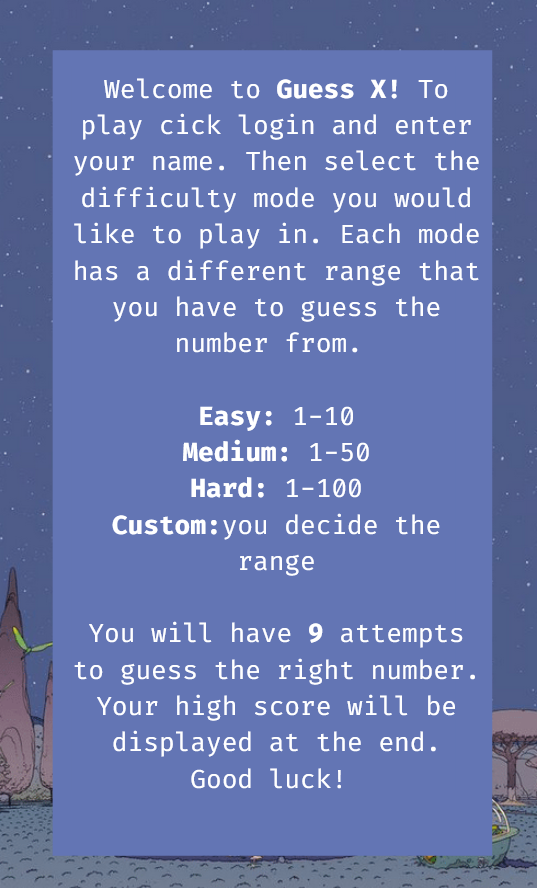 Welcome to Guess X! To
play cick login and enter
your name. Then select the
difficulty mode you would
like to play in. Each mode
has a different range that
you have to guess the
number from.
Easy: 1-10
Medium: 1-50
Hard: 1-100
Custom:you decide the
range
You will have 9 attempts
to guess the right number.
Your high score will be
displayed at the end.
Good luck!